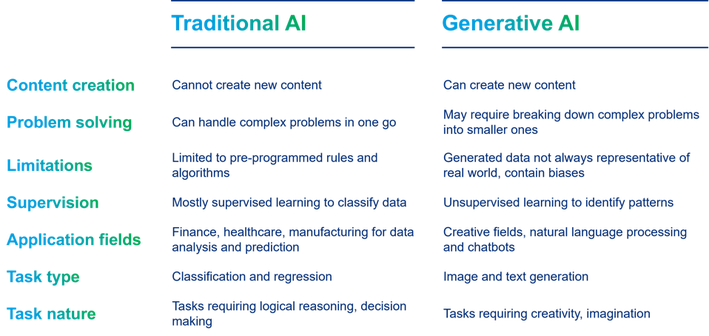 Traditional AI
Generative AI
Content creation
Cannot create new content
Can create new content
Problem solving
Can handle complex problems in one go
May require breaking down complex problems
into smaller ones
Limitations
Limited to pre-programmed rules and
algorithms
Generated data not always representative of
real world, contain biases
Supervision
Mostly supervised learning to classify data
Unsupervised learning to identify patterns
Application fields
Finance, healthcare, manufacturing for data
analysis and prediction
Creative fields, natural language processing
and chatbots
Task type
Classification and regression
Image and text generation
Task nature
Tasks requiring logical reasoning, decision
making
Tasks requiring creativity, imagination